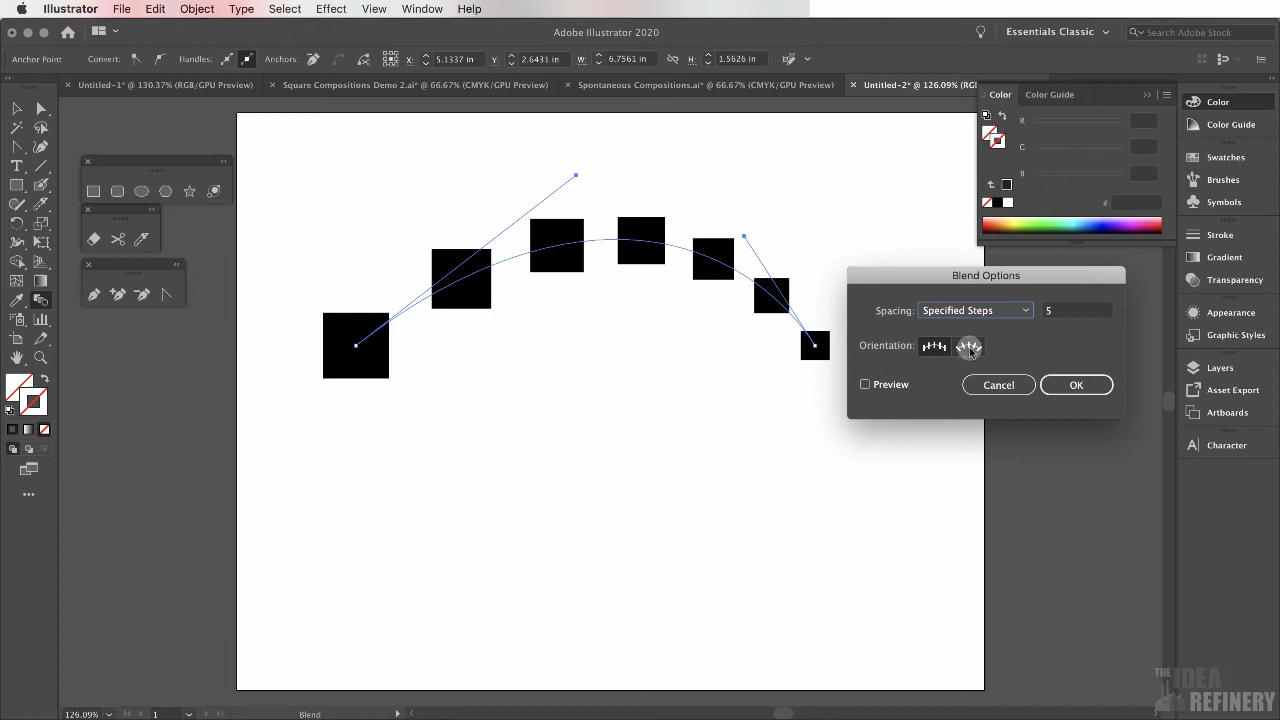 Illustrator File Edit Object Type Select Effect View Window Help
Adobe Illustrator 2020
Essentials Classic
Search Adobe Stock
Anchor Point Convert: Handles: Anchors: X: 5.1337 in Y: 2.6431 in W: 6.7561 in H: 1.5626 in
Untitled-1* @ 130.37% (RGB/GPU Preview)
Square Compositions Demo 2.ai* @ 66.67% (CMYK/GPU Preview)
Spontaneous Compositions.ai* @ 66.67% (CMYK/GPU Preview)
Untitled-2* @ 126.09% (RG
Color Color Guide
R
G
B
#
Color
Color Guide
Swatches
Brushes
Symbols
Stroke
Gradient
Transparency
Appearance
Graphic Styles
Layers
Asset Export
Artboards
Character
Blend Options
Spacing: Specified Steps 5
Orientation:
Preview Cancel OK
126.09% 1 Blend
THE IDEA
REFINERY